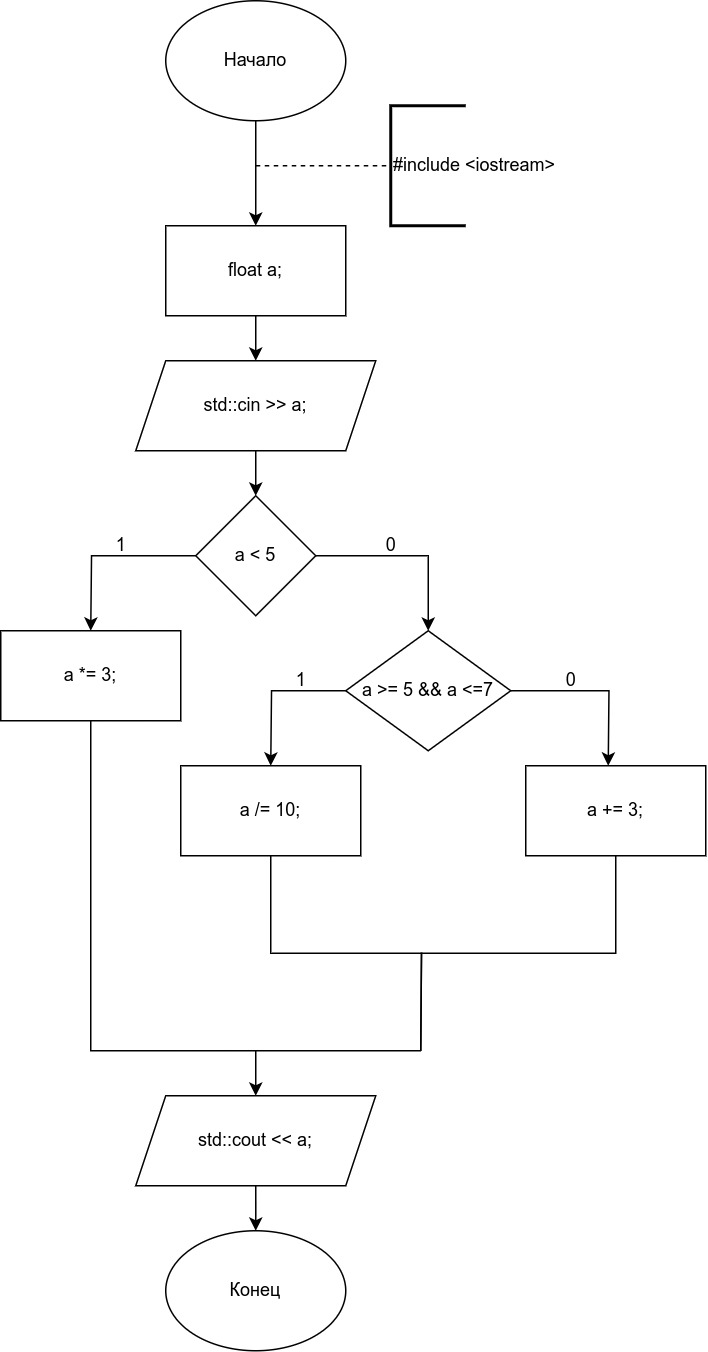 Начало
#include <iostream>
float a;
std::cin >> a;
a < 5
1
0
a *= 3;
a >= 5 && a <=7
1
0
a /= 10;
a += 3;
std::cout << a;
Конец